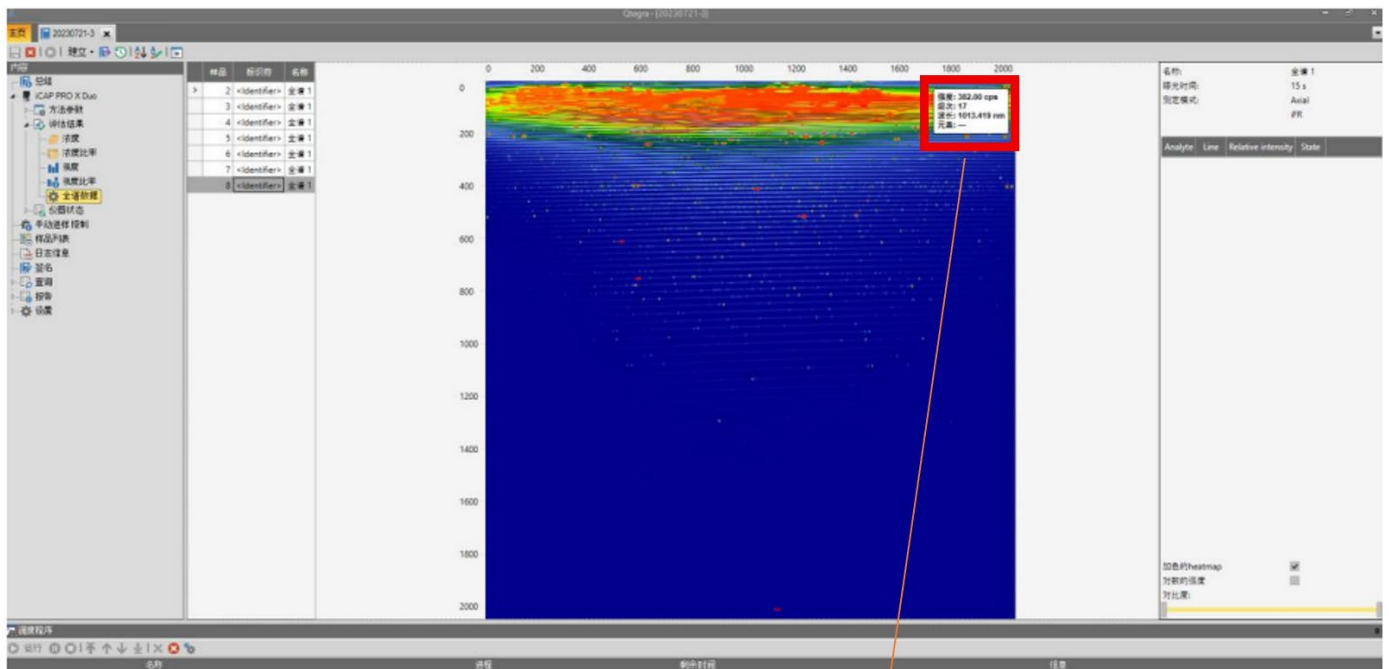 Qtegra - [20230721-3]
主页 20230721-3
建立
内容
总结
iCAP PRO X Duo
方法参数
评估结果
浓度
浓度比率
强度
强度比率
全谱数据
仪器状态
手动进样控制
样品列表
日志信息
签名
查询
报告
设置
样品 标识符 名称
2 <Identifier> 全谱 1
3 <Identifier> 全谱 1
4 <Identifier> 全谱 1
5 <Identifier> 全谱 1
6 <Identifier> 全谱 1
7 <Identifier> 全谱 1
8 <Identifier> 全谱 1
0 200 400 600 800 1000 1200 1400 1600 1800 2000
0
200
400
600
800
1000
1200
1400
1600
1800
2000
强度: 382.00 cps
级次: 17
波长: 1013.419 nm
元素: —
名称: 全谱 1
曝光时间: 15 s
测定模式: Axial
iFR
Analyte Line Relative intensity State
加色的heatmap
对数的强度
对比度:
调度程序
运行
名称 进程 剩余时间 信息